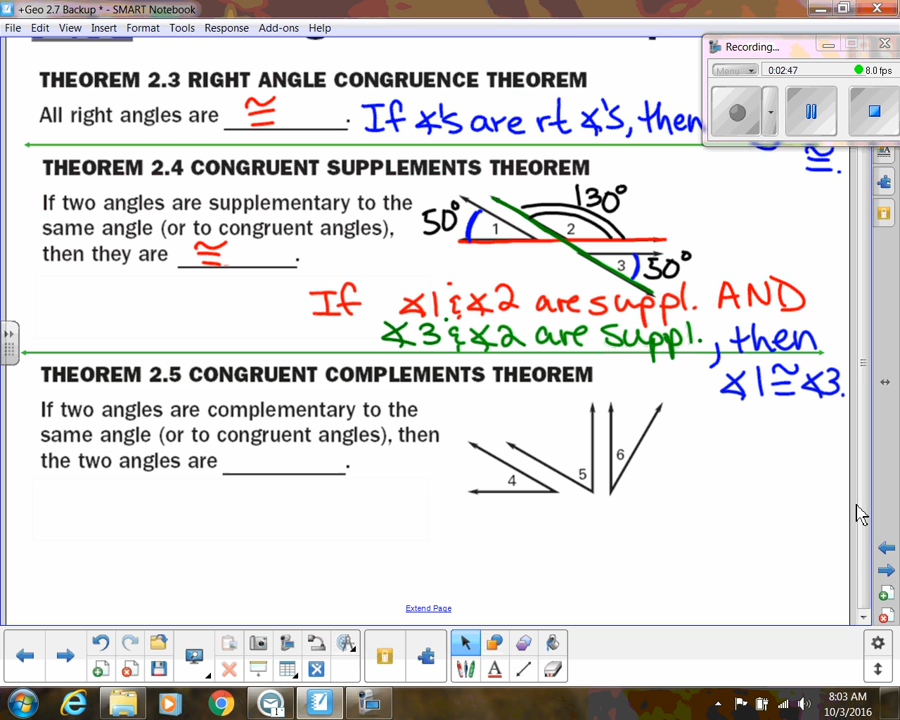 +Geo 2.7 Backup * - SMART Notebook
File Edit View Insert Format Tools Response Add-ons Help
Recording...
Menu
0:02:47
8.0 fps
THEOREM 2.3 RIGHT ANGLE CONGRUENCE THEOREM
All right angles are ≅ .
If ∡'s are rt ∡'s, then
≅.
THEOREM 2.4 CONGRUENT SUPPLEMENTS THEOREM
If two angles are supplementary to the
same angle (or to congruent angles),
then they are ≅ .
50°
130°
1
2
3
50°
If ∡1 & ∡2 are suppl. AND
∡3 & ∡2 are suppl., then
∡1 ≅ ∡3.
THEOREM 2.5 CONGRUENT COMPLEMENTS THEOREM
If two angles are complementary to the
same angle (or to congruent angles), then
the two angles are .
4
5
6
Extend Page
8:03 AM
10/3/2016